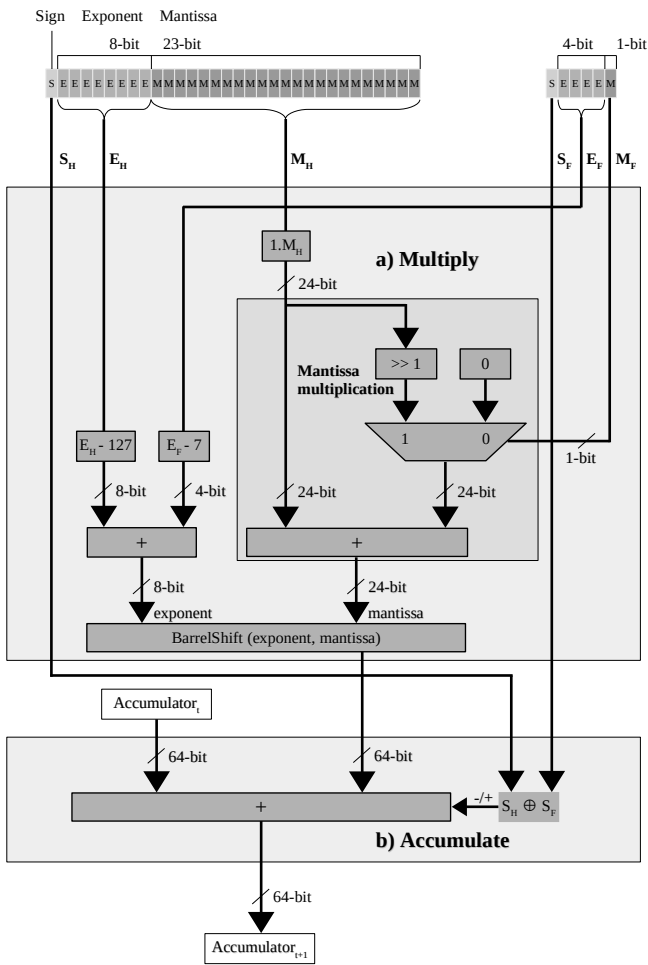 Sign Exponent Mantissa
8-bit 23-bit 4-bit 1-bit
S E E E E E E E E M M M M M M M M M M M M M M M M M M M M M M M S E E E E M
S_H E_H M_H S_F E_F M_F
1.M_H
a) Multiply
24-bit
>> 1 0
Mantissa
multiplication
1 0
E_H - 127 E_F - 7
1-bit
8-bit 4-bit 24-bit 24-bit
+ +
8-bit 24-bit
exponent mantissa
BarrelShift (exponent, mantissa)
Accumulator_t
64-bit 64-bit
-/+
+ S_H ⊕ S_F
b) Accumulate
64-bit
Accumulator_t+1